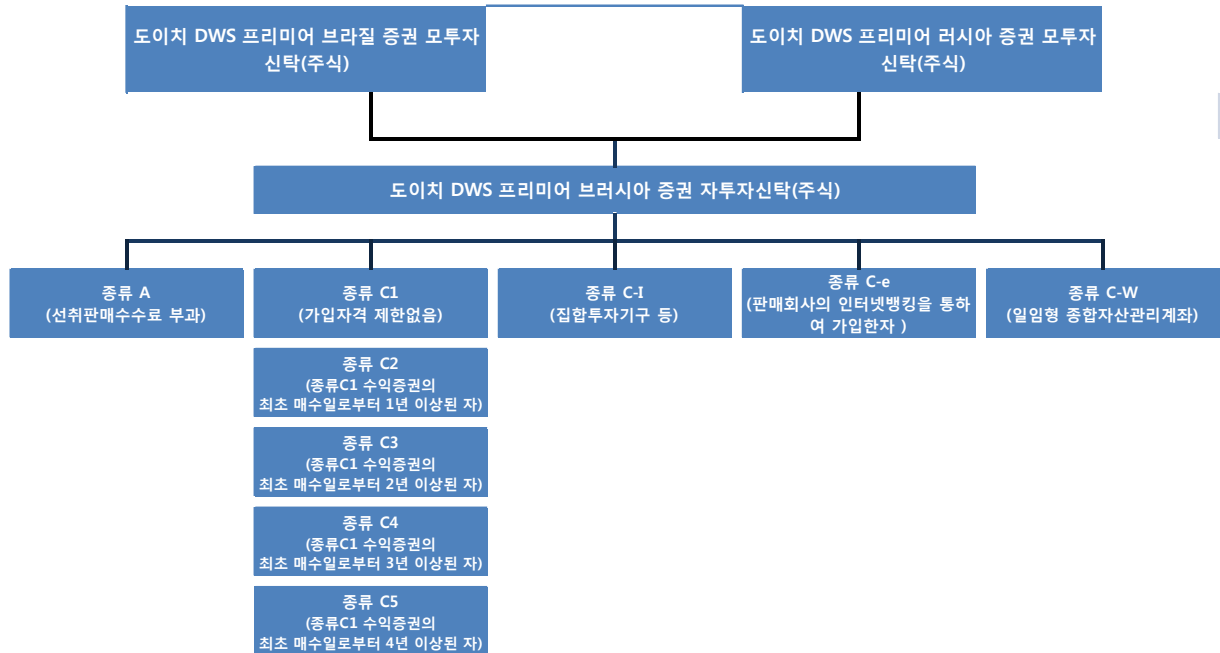 도이치 DWS 프리미어 브라질 증권 모투자
신탁(주식)
도이치 DWS 프리미어 러시아 증권 모투자
신탁(주식)
도이치 DWS 프리미어 브러시아 증권 자투자신탁(주식)
종류 A
(선취판매수수료 부과)
종류 C1
(가입자격 제한없음)
종류 C-I
(집합투자기구 등)
종류 C-e
(판매회사의 인터넷뱅킹을 통하
여 가입한자 )
종류 C-W
(일임형 종합자산관리계좌)
종류 C2
(종류C1 수익증권의
최초 매수일로부터 1년 이상된 자)
종류 C3
(종류C1 수익증권의
최초 매수일로부터 2년 이상된 자)
종류 C4
(종류C1 수익증권의
최초 매수일로부터 3년 이상된 자)
종류 C5
(종류C1 수익증권의
최초 매수일로부터 4년 이상된 자)